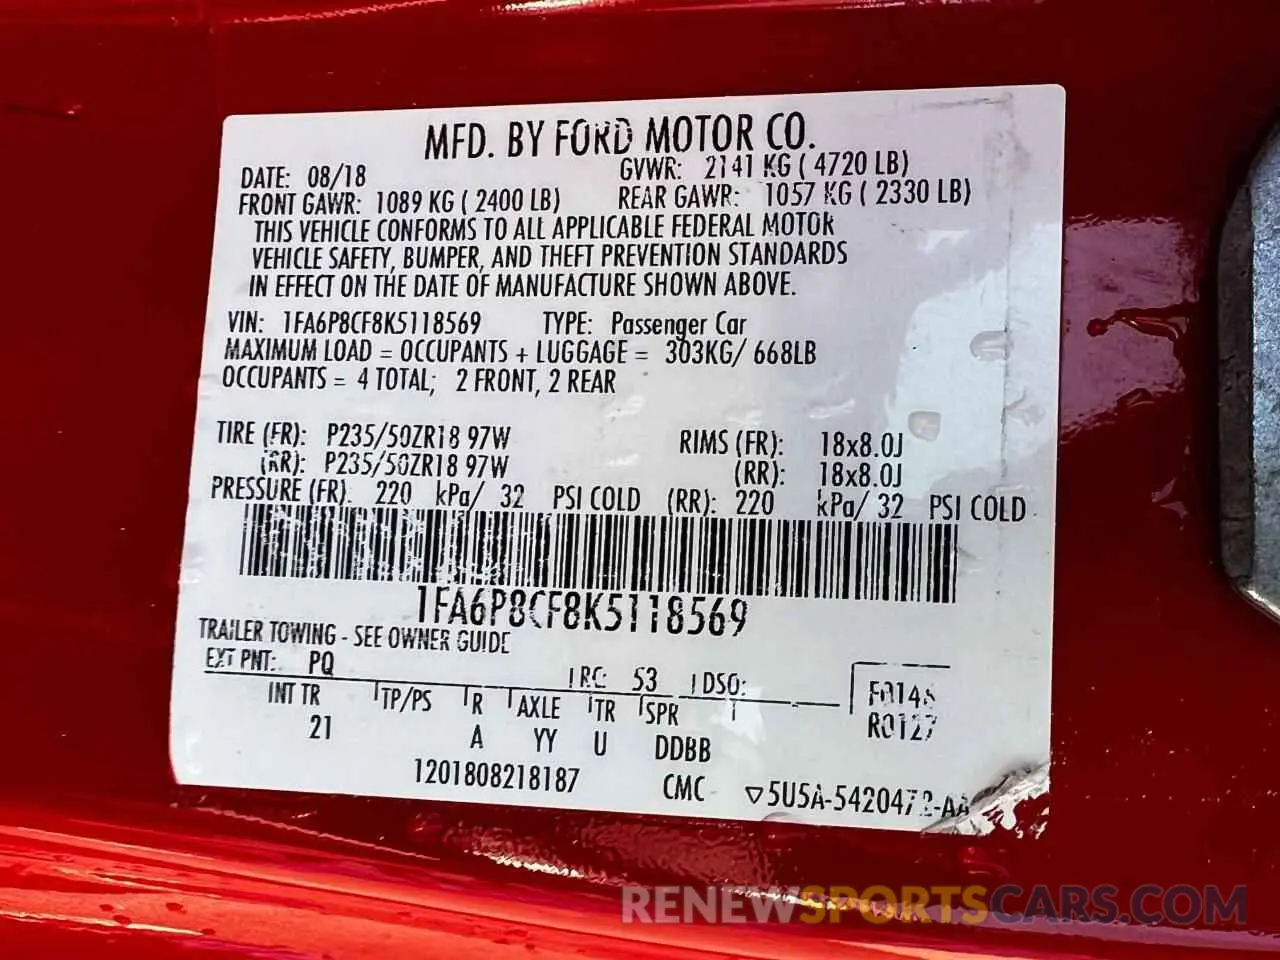 MFD. BY FORD MOTOR CO.
DATE: 08/18 GVWR: 2141 KG ( 4720 LB)
FRONT GAWR: 1089 KG ( 2400 LB) REAR GAWR: 1057 KG ( 2330 LB)
THIS VEHICLE CONFORMS TO ALL APPLICABLE FEDERAL MOTOR
VEHICLE SAFETY, BUMPER, AND THEFT PREVENTION STANDARDS
IN EFFECT ON THE DATE OF MANUFACTURE SHOWN ABOVE.
VIN: 1FA6P8CF8K5118569 TYPE: Passenger Car
MAXIMUM LOAD = OCCUPANTS + LUGGAGE = 303KG/ 668LB
OCCUPANTS = 4 TOTAL; 2 FRONT, 2 REAR
TIRE (FR): P235/50ZR18 97W RIMS (FR): 18x8.0J
(RR): P235/50ZR18 97W (RR): 18x8.0J
PRESSURE (FR): 220 kPa/ 32 PSI COLD (RR): 220 kPa/ 32 PSI COLD
1FA6P8CF8K5118569
TRAILER TOWING - SEE OWNER GUIDE
EXT PNT: PQ RC: 53 DSO:
INT TR TP/PS R AXLE TR SPR
21 A YY U DDBB
R0127
1201808218187 CMC ▽5U5A-5420472-AA
RENEWSPORTSCARS.COM